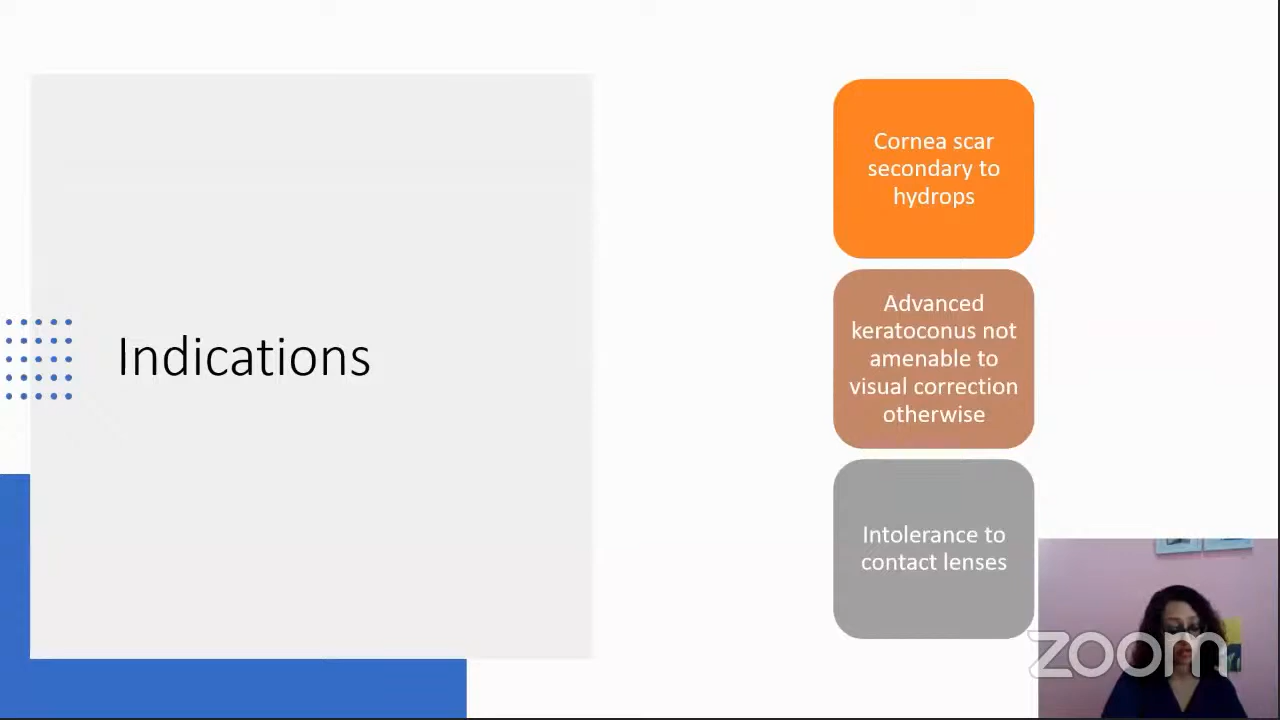 Indications
Cornea scar
secondary to
hydrops
Advanced
keratoconus not
amenable to
visual correction
otherwise
Intolerance to
contact lenses
zoom